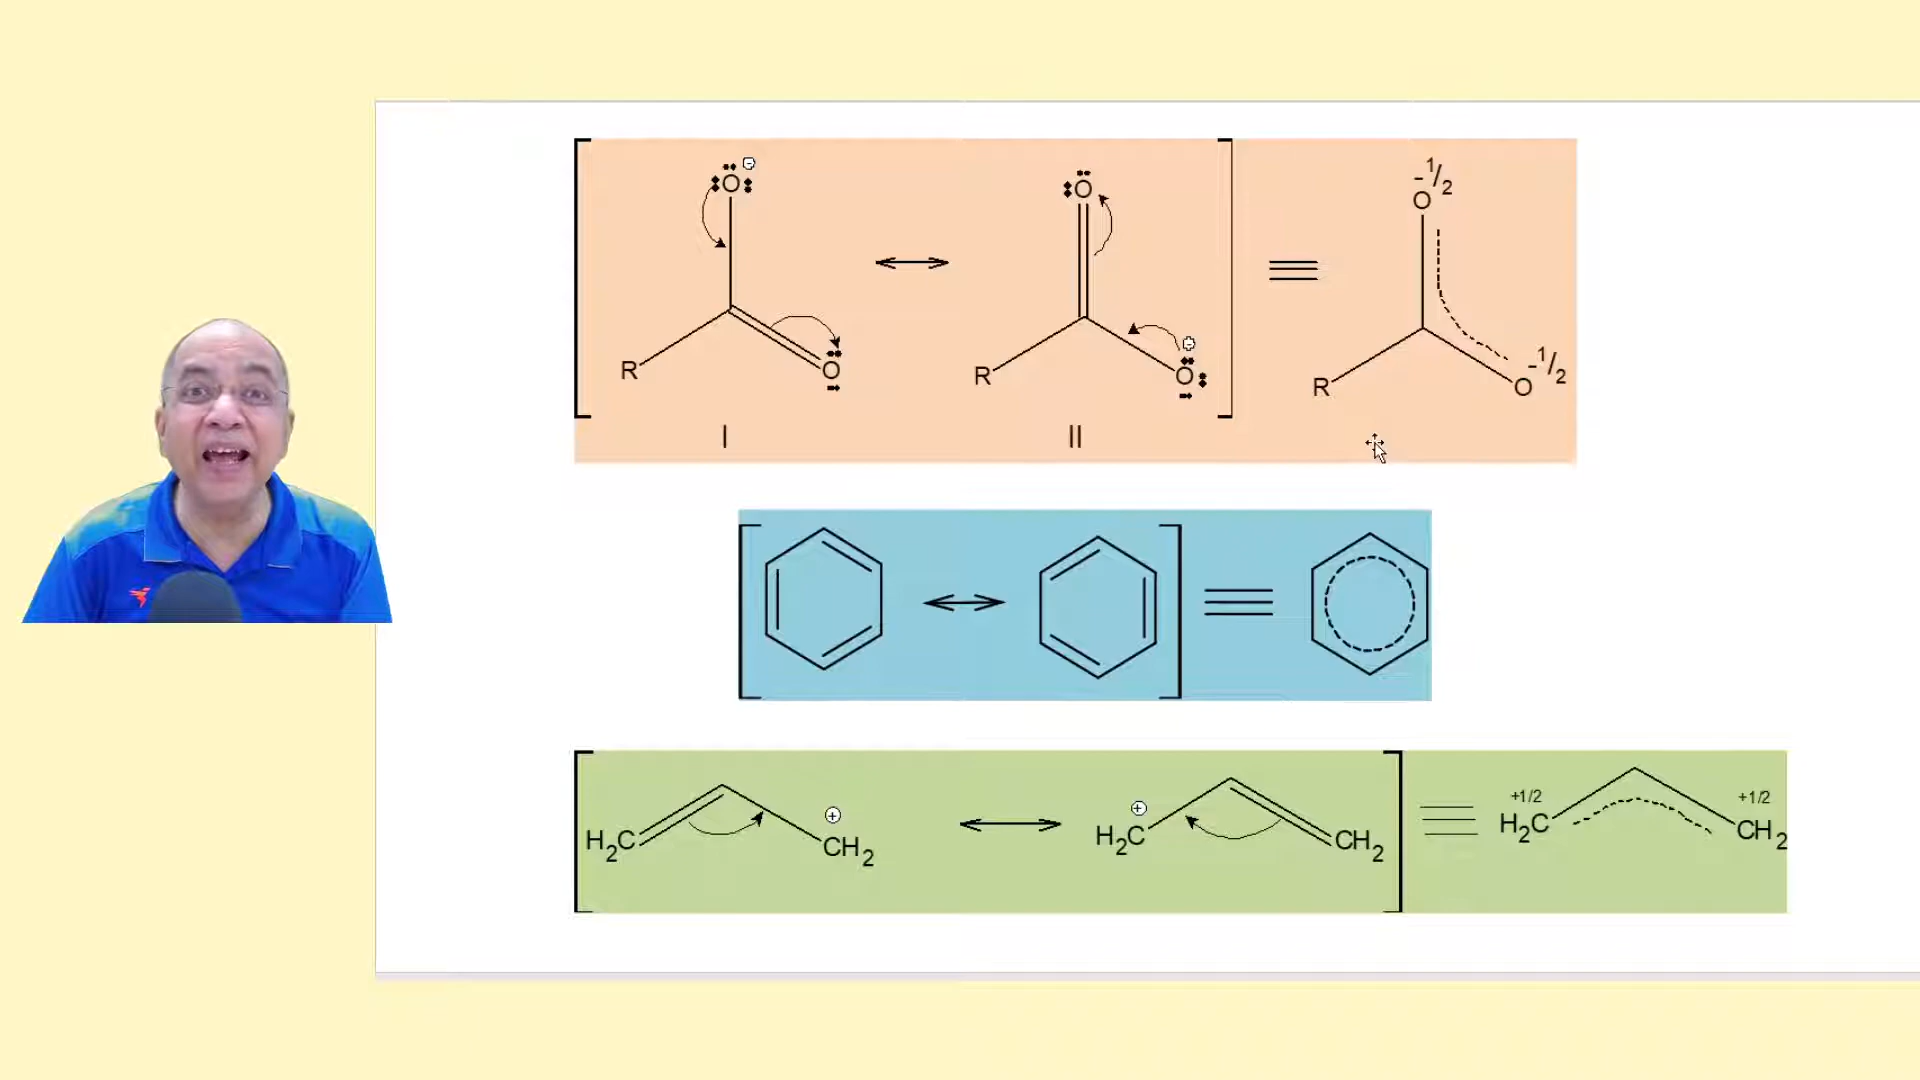 O ⊖
O
R
O
I
O
R
O ⊖
II
-1/2
O
R
O -1/2
H2C
CH2
⊕
⊕
H2C
CH2
+1/2
H2C
+1/2
CH2